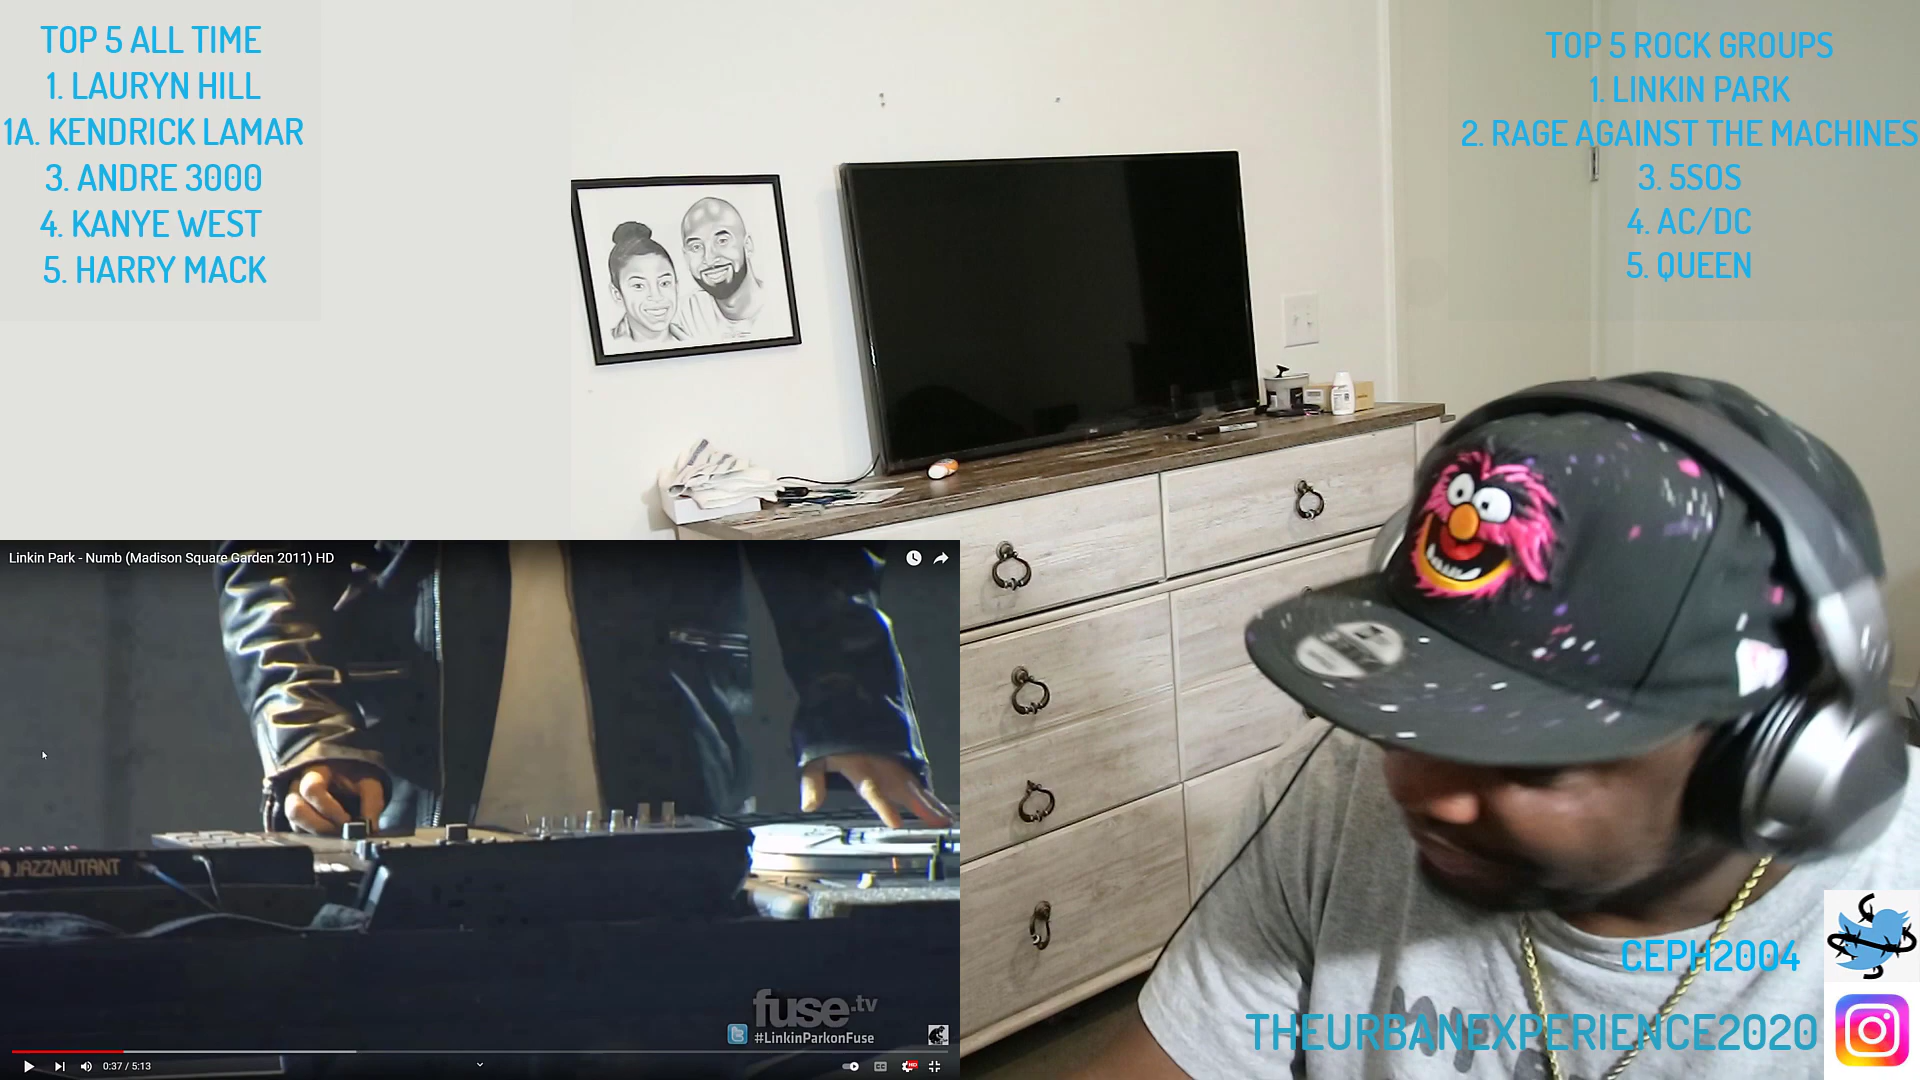 TOP 5 ALL TIME
1. LAURYN HILL
1A. KENDRICK LAMAR
3. ANDRE 3000
4. KANYE WEST
5. HARRY MACK
TOP 5 ROCK GROUPS
1. LINKIN PARK
2. RAGE AGAINST THE MACHINES
3. 5SOS
4. AC/DC
5. QUEEN
Linkin Park - Numb (Madison Square Garden 2011) HD
JAZZMUTANT
fuse.tv
#LinkinParkonFuse
0:37 / 5:13
CC
HD
CEPH2004
THEURBANEXPERIENCE2020